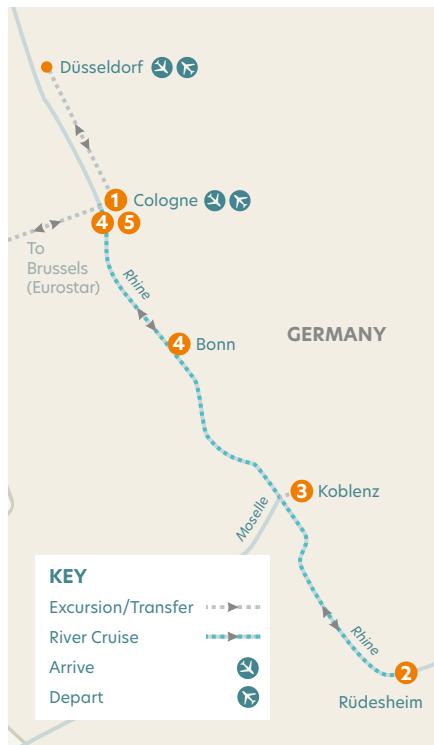 Düsseldorf
1 Cologne
4 5
To
Brussels
(Eurostar)
Rhine
GERMANY
4 Bonn
3 Koblenz
Moselle
KEY
Excursion/Transfer
River Cruise
Arrive
Depart
Rhine
2
Rüdesheim